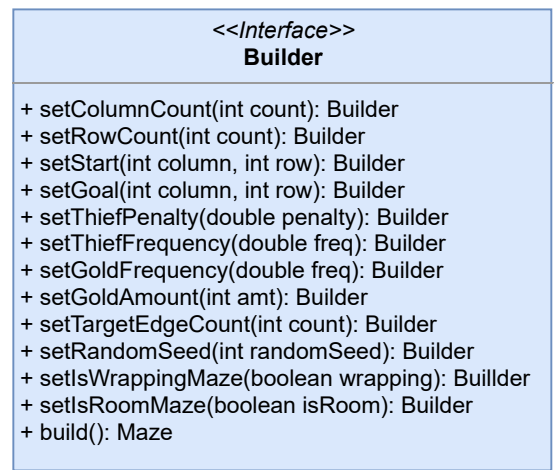 <<Interface>>
Builder
+ setColumnCount(int count): Builder
+ setRowCount(int count): Builder
+ setStart(int column, int row): Builder
+ setGoal(int column, int row): Builder
+ setThiefPenalty(double penalty): Builder
+ setThiefFrequency(double freq): Builder
+ setGoldFrequency(double freq): Builder
+ setGoldAmount(int amt): Builder
+ setTargetEdgeCount(int count): Builder
+ setRandomSeed(int randomSeed): Builder
+ setIsWrappingMaze(boolean wrapping): Buillder
+ setIsRoomMaze(boolean isRoom): Builder
+ build(): Maze